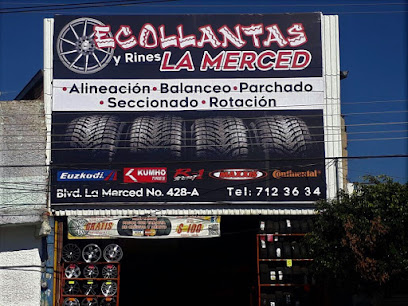 ECOLLANTAS
y Rines LA MERCED
• Alineación • Balanceo • Parchado
• Seccionado • Rotación
Euzkadi KUMHO TIRES MAXXIS Continental
Blvd. La Merced No. 428-A Tel: 712 36 34
GRATIS $100